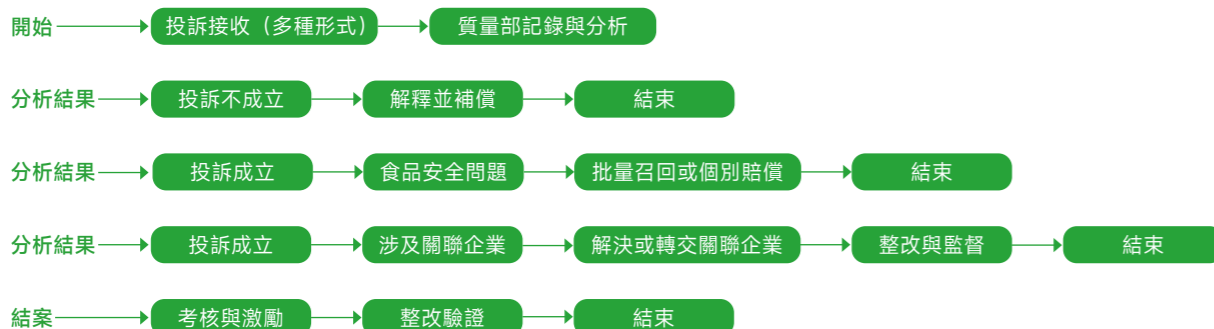 開始 投訴接收（多種形式） 質量部記錄與分析
分析結果 投訴不成立 解釋並補償 結束
分析結果 投訴成立 食品安全問題 批量召回或個別賠償 結束
分析結果 投訴成立 涉及關聯企業 解決或轉交關聯企業 整改與監督 結束
結案 考核與激勵 整改驗證 結束